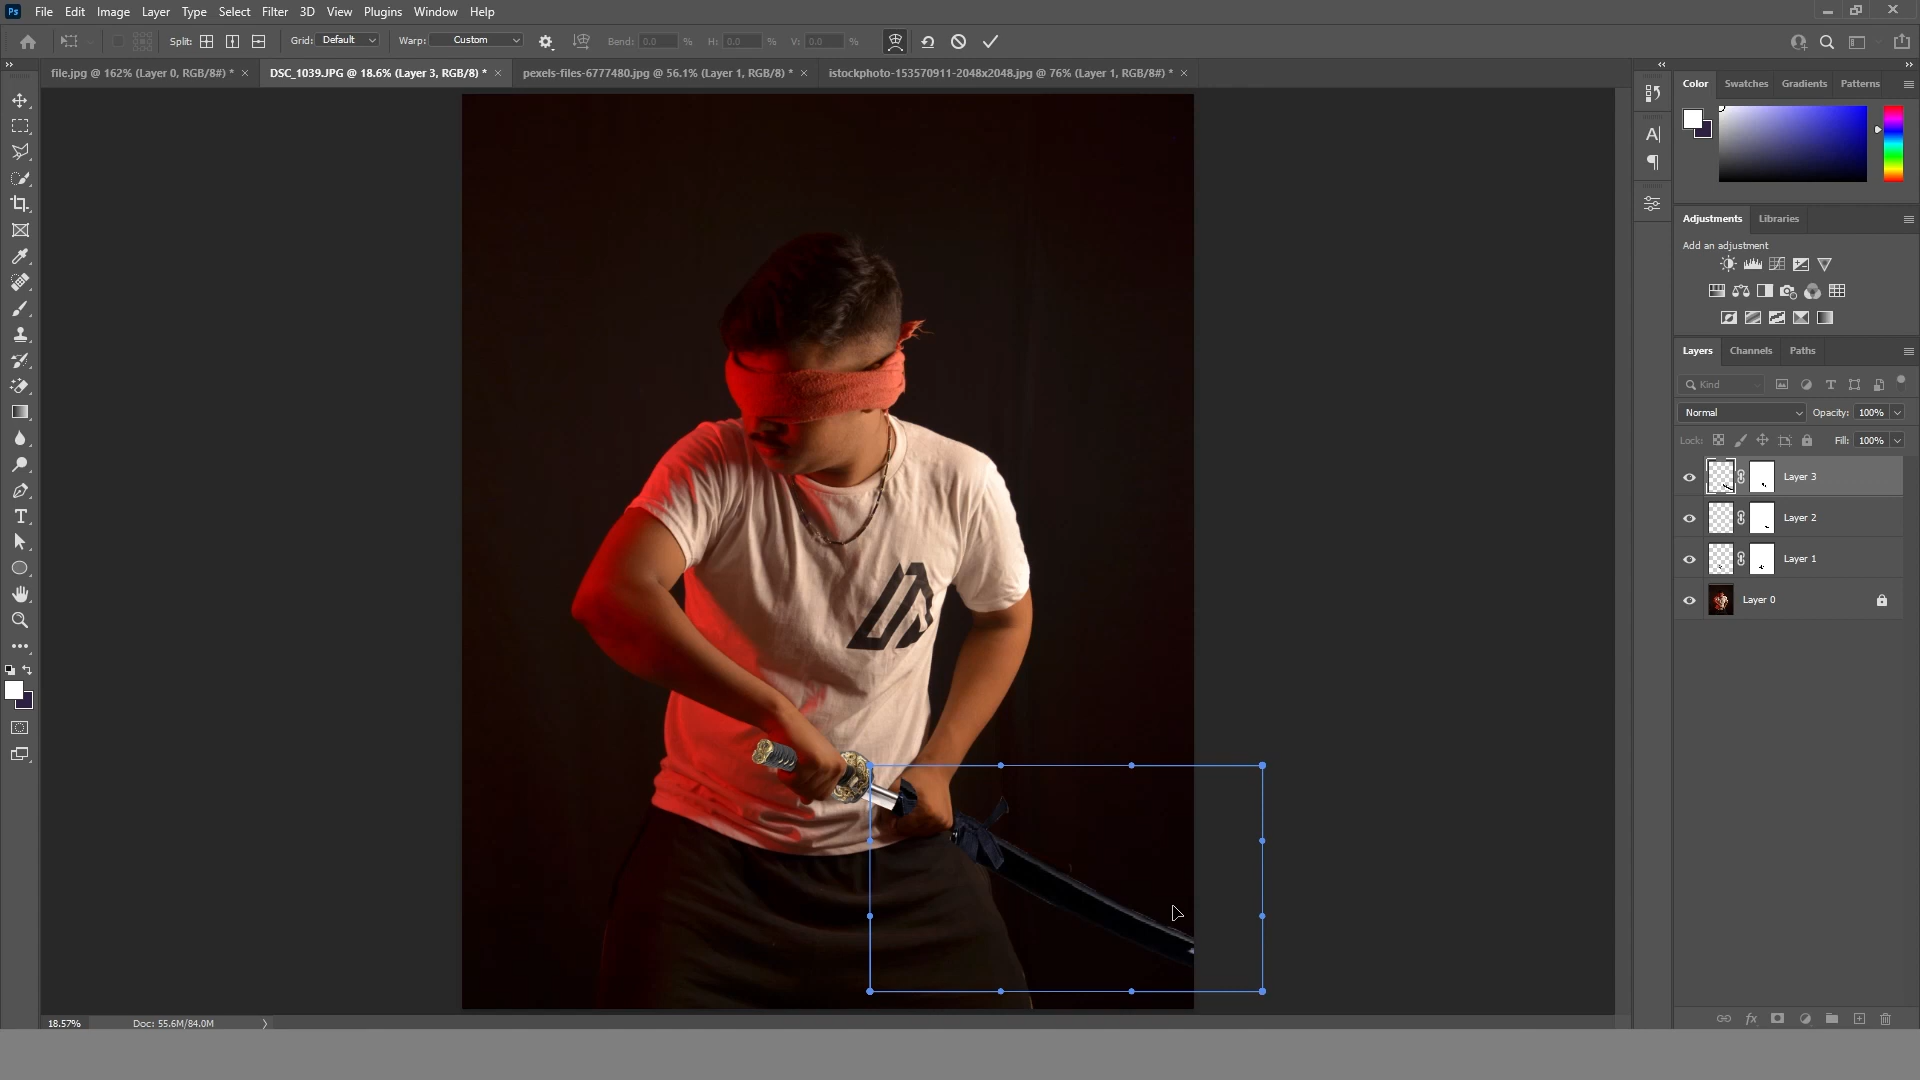 Ps File Edit Image Layer Type Select Filter 3D View Plugins Window Help
Split: Grid: Default Warp: Custom Bend: 0.0 % H: 0.0 % V: 0.0 %
file.jpg @ 162% (Layer 0, RGB/8#) * DSC_1039.JPG @ 18.6% (Layer 3, RGB/8) * pexels-files-6777480.jpg @ 56.1% (Layer 1, RGB/8) * istockphoto-153570911-2048x2048.jpg @ 76% (Layer 1, RGB/8#) *
Color Swatches Gradients Patterns
Adjustments Libraries
Add an adjustment
Layers Channels Paths
Kind
Normal Opacity: 100%
Lock: Fill: 100%
Layer 3
Layer 2
Layer 1
Layer 0
18.57% Doc: 55.6M/84.0M